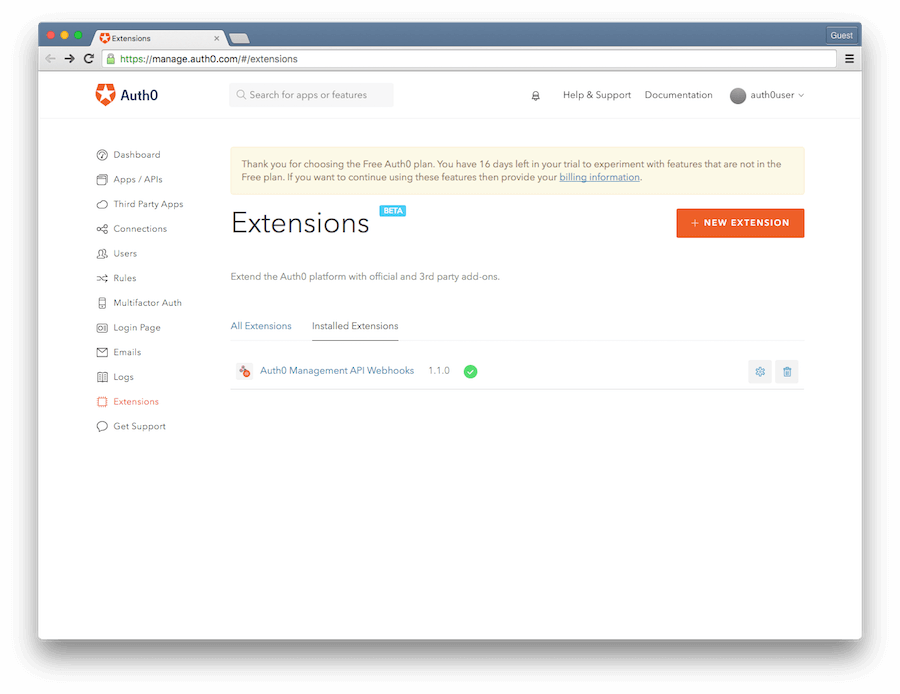 Extensions
Guest
https://manage.auth0.com/#/extensions
Auth0
Search for apps or features
Help & Support
Documentation
auth0user
Dashboard
Apps / APIs
Third Party Apps
Connections
Users
Rules
Multifactor Auth
Login Page
Emails
Logs
Extensions
Get Support
Thank you for choosing the Free Auth0 plan. You have 16 days left in your trial to experiment with features that are not in the
Free plan. If you want to continue using these features then provide your billing information.
Extensions BETA
+ NEW EXTENSION
Extend the Auth0 platform with official and 3rd party add-ons.
All Extensions
Installed Extensions
Auth0 Management API Webhooks 1.1.0